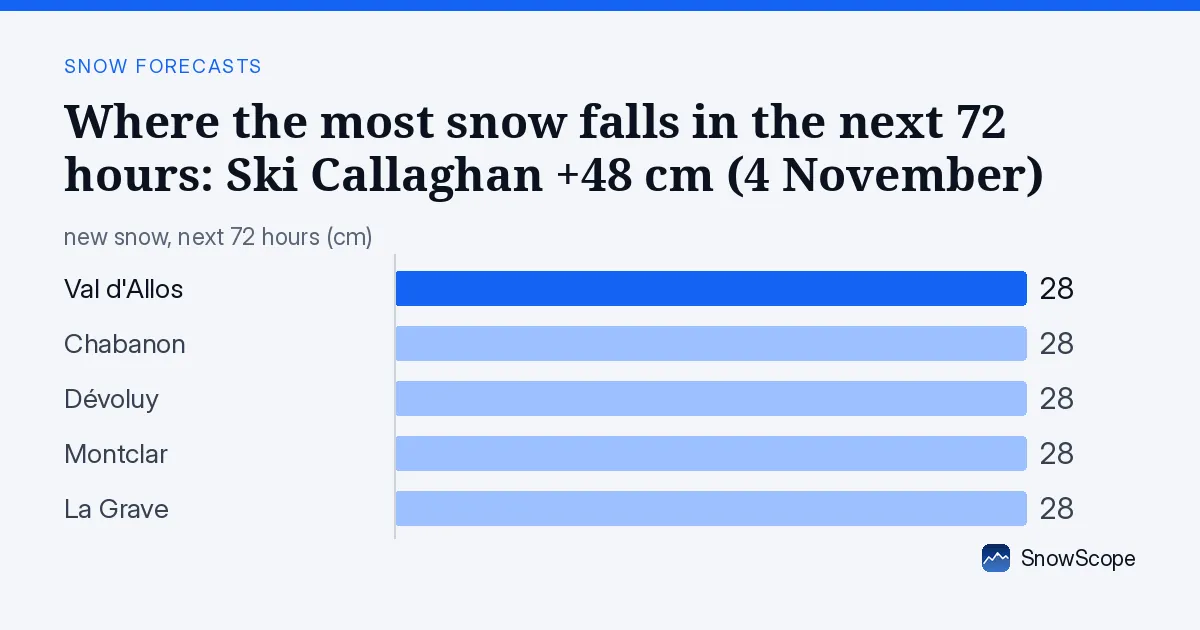 SNOW FORECASTS
Where the most snow falls in the next 72
hours: Ski Callaghan +48 cm (4 November)
new snow, next 72 hours (cm)
Val d'Allos 28
Chabanon 28
Dévoluy 28
Montclar 28
La Grave 28
SnowScope